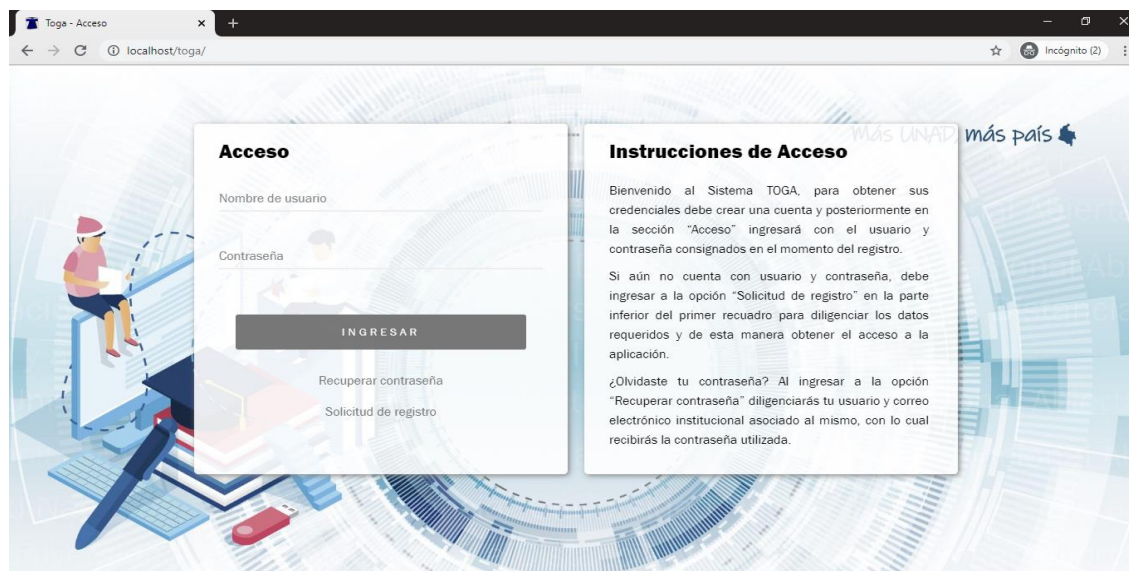 Toga - Acceso
localhost/toga/
Incógnito (2)
Más UNAD, más país
Acceso
Nombre de usuario
Contraseña
INGRESAR
Recuperar contraseña
Solicitud de registro
Instrucciones de Acceso
Bienvenido al Sistema TOGA, para obtener sus
credenciales debe crear una cuenta y posteriormente en
la sección “Acceso” ingresará con el usuario y
contraseña consignados en el momento del registro.
Si aún no cuenta con usuario y contraseña, debe
ingresar a la opción “Solicitud de registro” en la parte
inferior del primer recuadro para diligenciar los datos
requeridos y de esta manera obtener el acceso a la
aplicación.
¿Olvidaste tu contraseña? Al ingresar a la opción
“Recuperar contraseña” diligenciarás tu usuario y correo
electrónico institucional asociado al mismo, con lo cual
recibirás la contraseña utilizada.